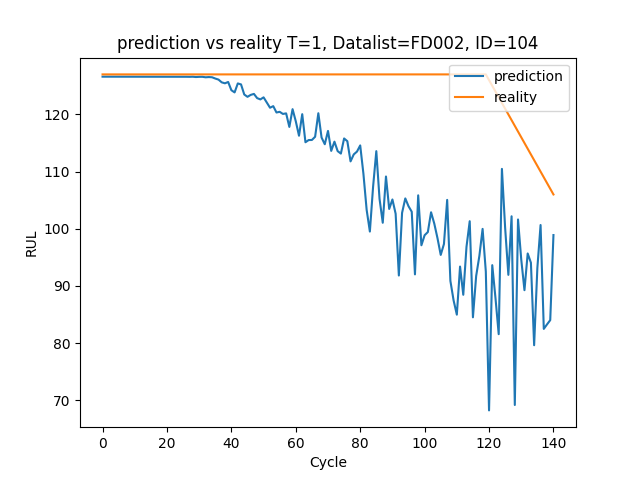 prediction vs reality T=1, Datalist=FD002, ID=104
prediction
reality
120
110
100
90
80
70
RUL
0 20 40 60 80 100 120 140
Cycle